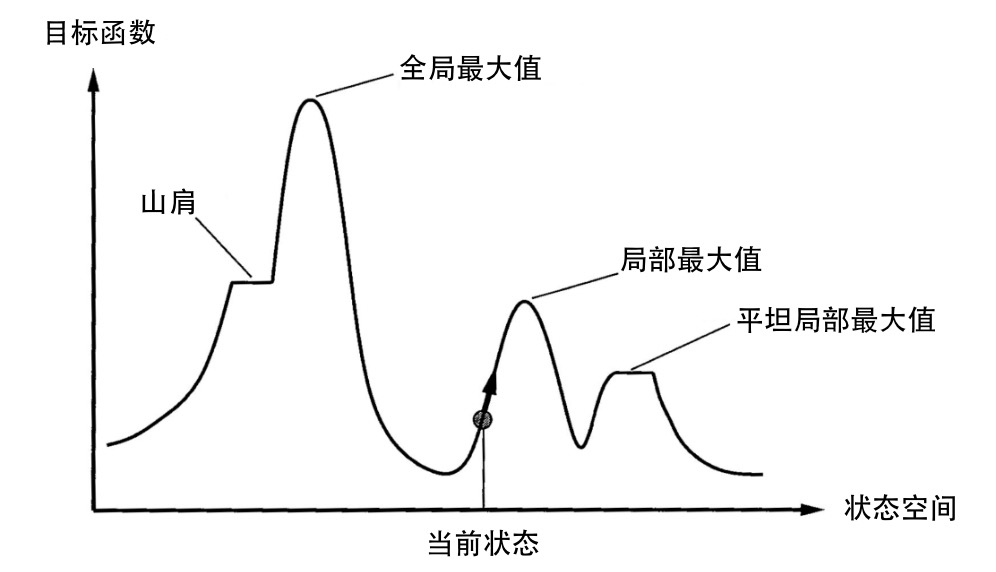 目标函数
全局最大值
山肩
局部最大值
平坦局部最大值
状态空间
当前状态